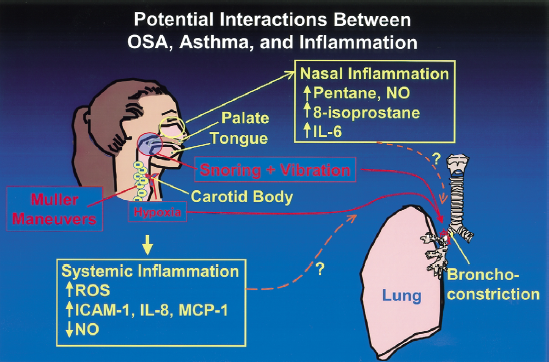 Potential Interactions Between
OSA, Asthma, and Inflammation
Nasal Inflammation
↑Pentane, NO
↑8-isoprostane
↑IL-6
Palate
Tongue
?
Snoring + Vibration
Muller
Maneuvers
Carotid Body
Hypoxia
Systemic Inflammation
↑ROS
↑ICAM-1, IL-8, MCP-1
↓NO
?
Lung
Broncho-
constriction